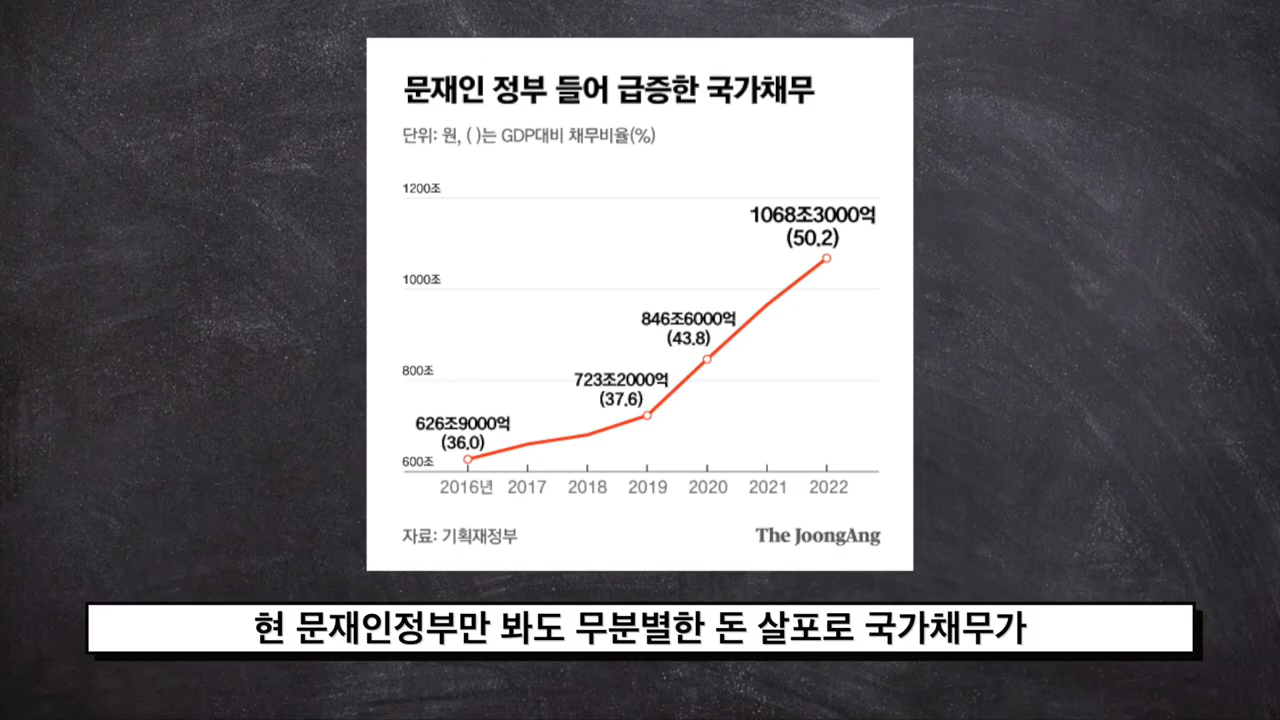 문재인 정부 들어 급증한 국가채무
단위: 원, ( )는 GDP대비 채무비율(%)
1200조
1068조3000억
(50.2)
1000조
846조6000억
(43.8)
800조
723조2000억
(37.6)
626조9000억
(36.0)
600조
2016년 2017 2018 2019 2020 2021 2022
자료: 기획재정부 The JoongAng
현 문재인정부만 봐도 무분별한 돈 살포로 국가채무가